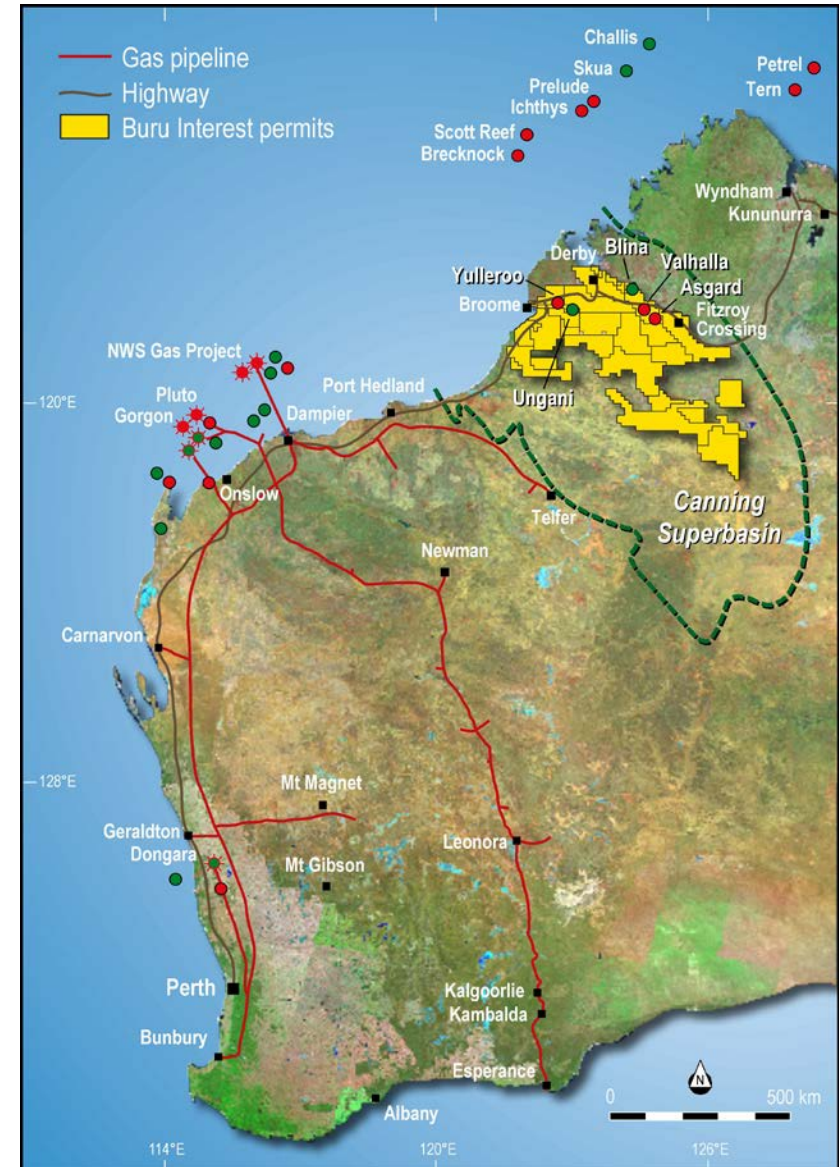 Gas pipeline
Highway
Buru Interest permits
Challis
Skua
Prelude
Ichthys
Petrel
Tern
Scott Reef
Brecknock
Wyndham
Kununurra
Derby
Blina
Valhalla
Yulleroo
Asgard
Broome
Fitzroy
Crossing
NWS Gas Project
Port Hedland
Pluto
Gorgon
Dampier
Ungani
120°E
Onslow
Telfer
Canning
Superbasin
Newman
Carnarvon
128°E
Mt Magnet
Geraldton
Dongara
Leonora
Mt Gibson
Perth
Kalgoorlie
Kambalda
Bunbury
Esperance
Albany
N
0 500 km
114°E 120°E 126°E